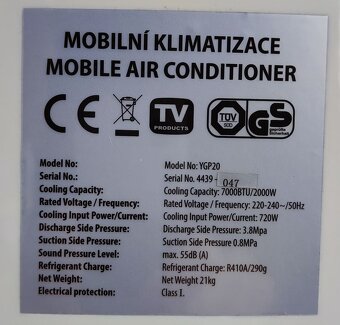 MOBILNÍ KLIMATIZACE
MOBILE AIR CONDITIONER
CE TV PRODUCTS TÜV SÜD GS
Model No: Model No: YGP20
Serial No.: Serial No. 4439 - 047
Cooling Capacity: Cooling Capacity: 7000BTU/2000W
Rated Voltage / Frequency: Rated Voltage / Frequency: 220-240~/50Hz
Cooling Input Power/Current: Cooling Input Power/Current: 720W
Discharge Side Pressure: Discharge Side Pressure: 3.8Mpa
Suction Side Pressure: Suction Side Pressure 0.8MPa
Sound Pressure Level: max. 55dB (A)
Refrigerant Charge: Refrigerant Charge: R410A/290g
Net Weight: Net Weight: 21kg
Electrical protection: Class I.